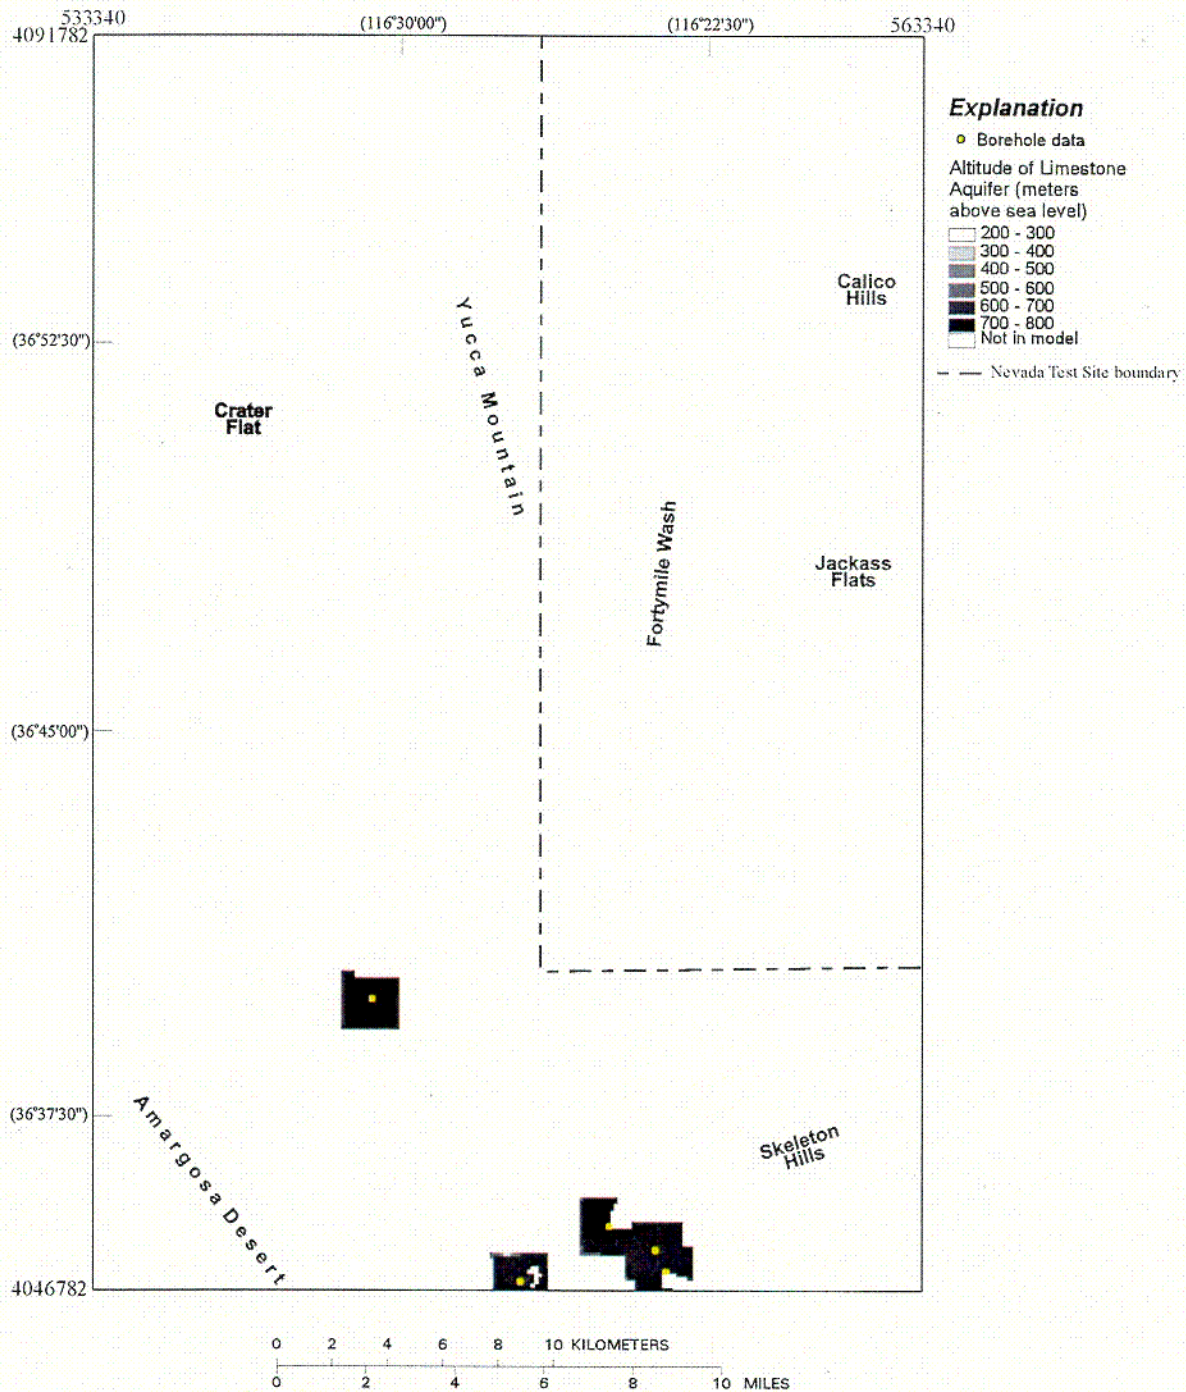 533340
(116°30'00")
(116°22'30")
563340
4091782
Explanation
Borehole data
Altitude of Limestone
Aquifer (meters
above sea level)
200 - 300
300 - 400
400 - 500
500 - 600
600 - 700
700 - 800
Not in model
Nevada Test Site boundary
Calico
Hills
(36°52'30")
Yucca Mountain
Crater
Flat
Fortymile Wash
Jackass
Flats
(36°45'00")
(36°37'30")
Amargosa Desert
Skeleton
Hills
4046782
0 2 4 6 8 10 KILOMETERS
0 2 4 6 8 10 MILES